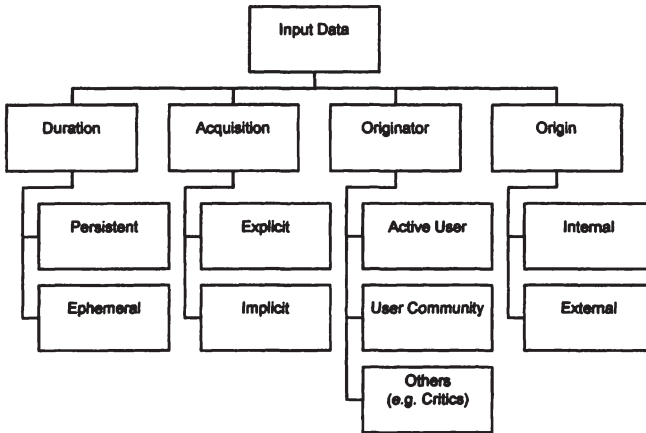 Input Data
Duration
Acquisition
Originator
Origin
Persistent
Explicit
Active User
Internal
Ephemeral
Implicit
User Community
External
Others
(e.g. Critics)